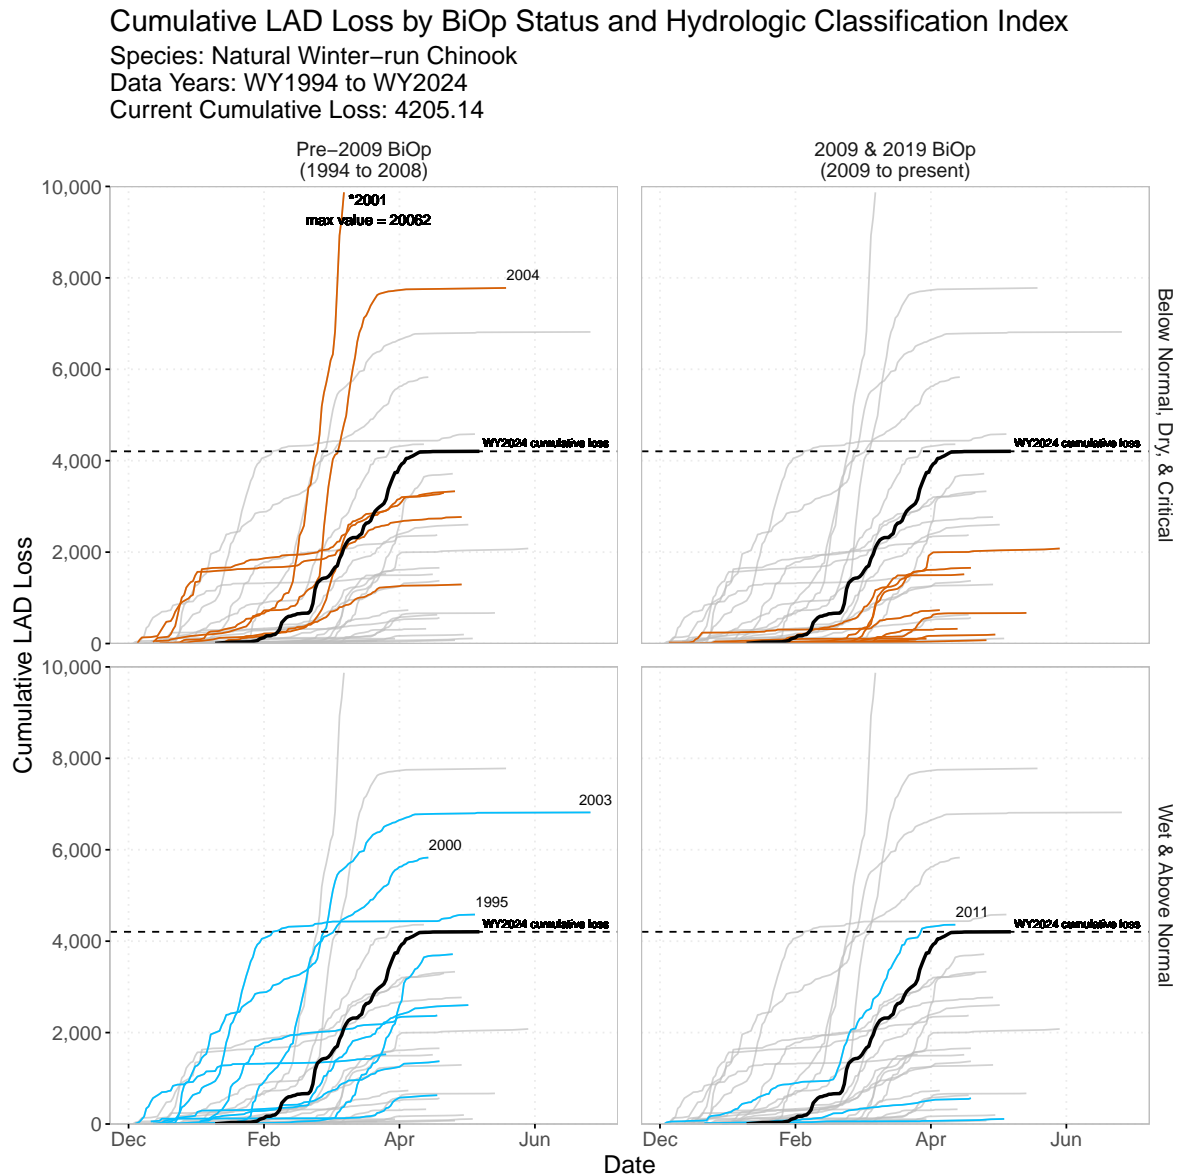 Cumulative LAD Loss by BiOp Status and Hydrologic Classification Index
Species: Natural Winter−run Chinook
Data Years: WY1994 to WY2024
Current Cumulative Loss: 4205.14
Pre−2009 BiOp
(1994 to 2008)
2009 & 2019 BiOp
(2009 to present)
Cumulative LAD Loss
10,000
8,000
6,000
4,000
2,000
0
*2001
max value = 20062
2004
WY2024 cumulative loss
WY2024 cumulative loss
Below Normal, Dry, & Critical
10,000
8,000
6,000
4,000
2,000
0
2003
2000
1995
WY2024 cumulative loss
2011
WY2024 cumulative loss
Wet & Above Normal
Dec
Feb
Apr
Jun
Dec
Feb
Apr
Jun
Date